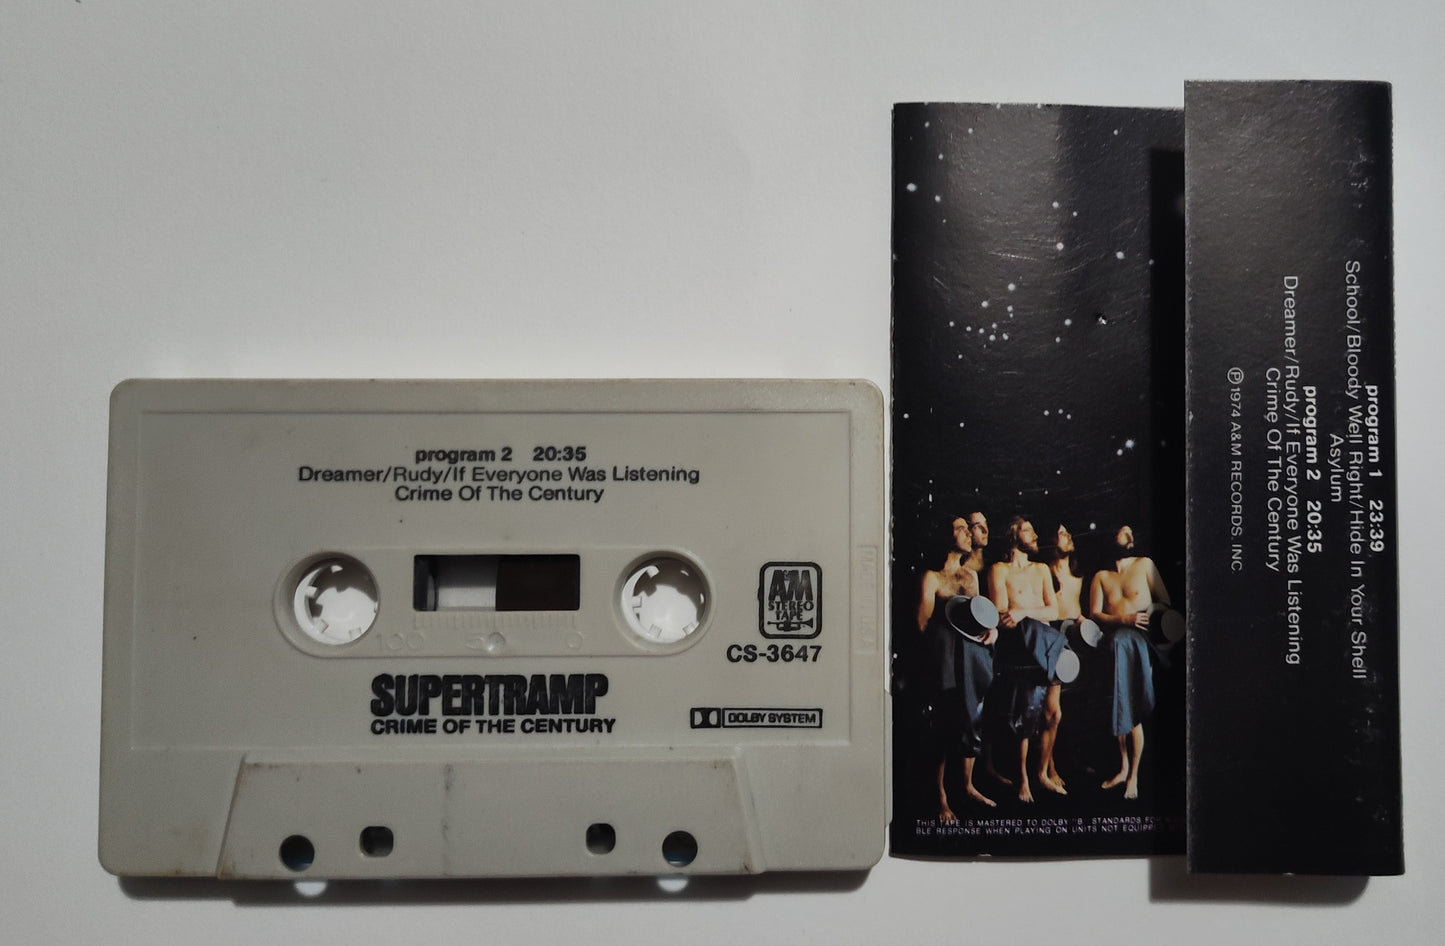 program 2 20:35
Dreamer/Rudy/If Everyone Was Listening
Crime Of The Century
100 50 0
A&M
STEREO
TAPE
CS-3647
SUPERTRAMP
CRIME OF THE CENTURY
DOLBY SYSTEM
THIS TAPE IS MASTERED TO DOLBY "B STANDARDS FOR
BLE RESPONSE WHEN PLAYING ON UNITS NOT
program 1 23:39
School/Bloody Well Right/Hide In Your Shell
Asylum
program 2 20:35
Dreamer/Rudy/If Everyone Was Listening
Crime Of The Century
℗1974 A&M RECORDS, INC.